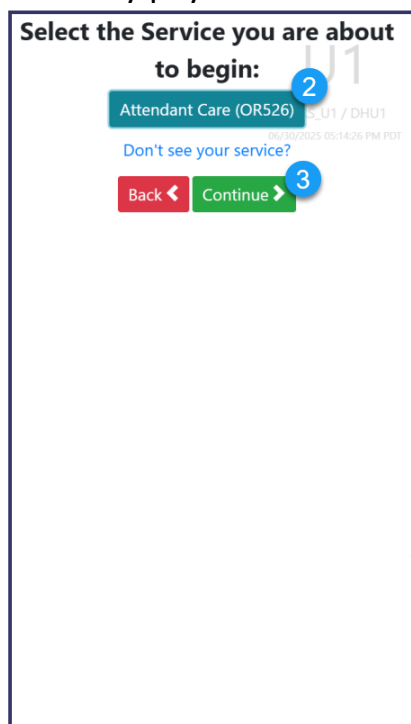 Select the Service you are about
to begin:
U1
2
Attendant Care (OR526)
S_U1 / DHU1
06/30/2025 05:14:26 PM PDT
Don't see your service?
3
Back
Continue